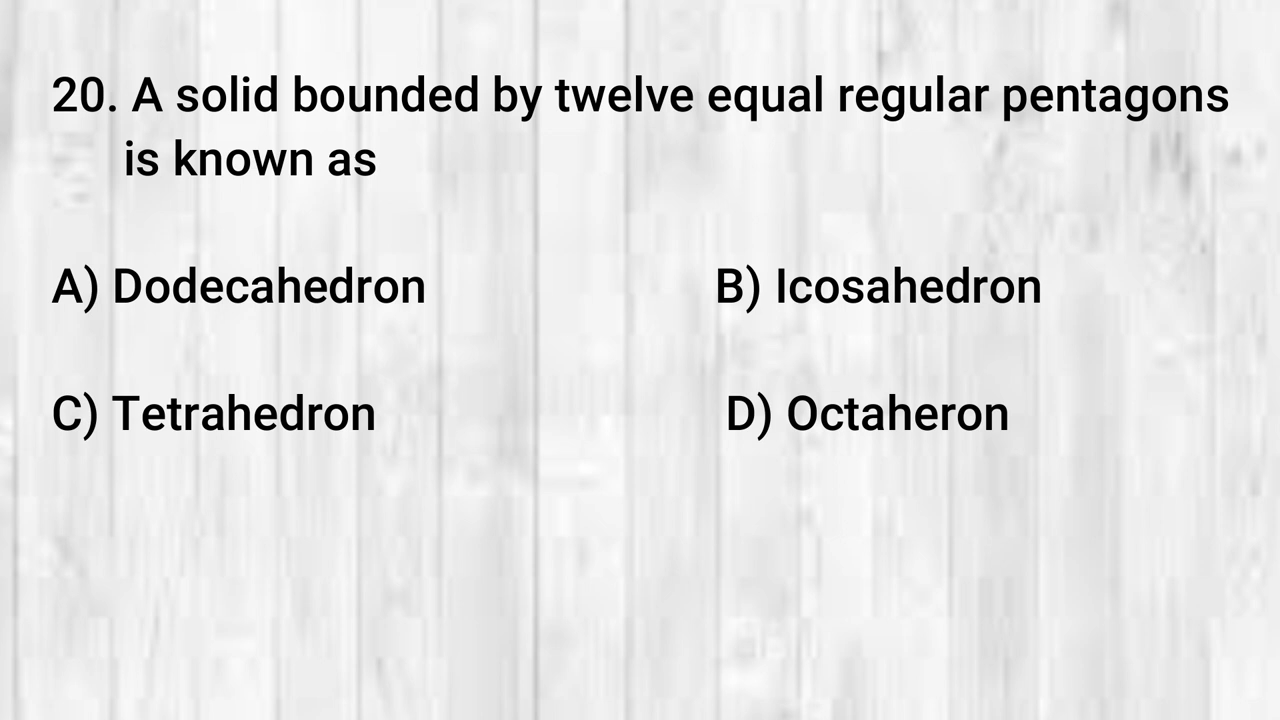 20. A solid bounded by twelve equal regular pentagons
is known as
A) Dodecahedron B) Icosahedron
C) Tetrahedron D) Octaheron